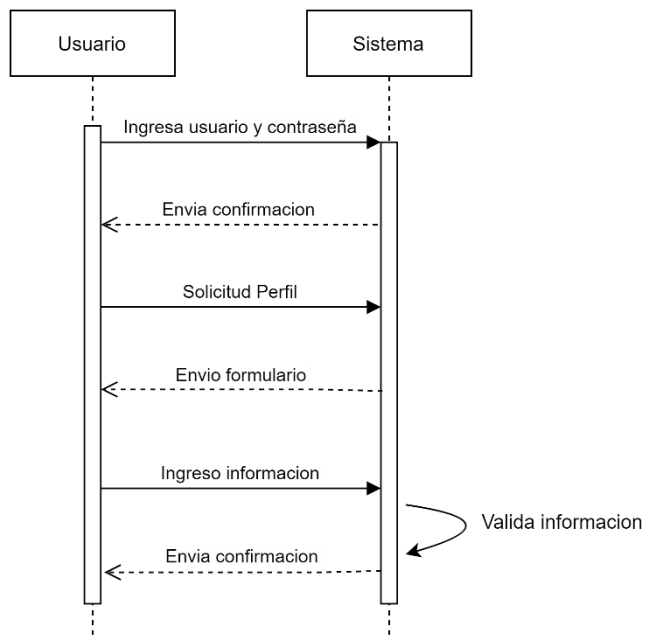 Usuario
Sistema
Ingresa usuario y contraseña
Envia confirmacion
Solicitud Perfil
Envio formulario
Ingreso informacion
Valida informacion
Envia confirmacion